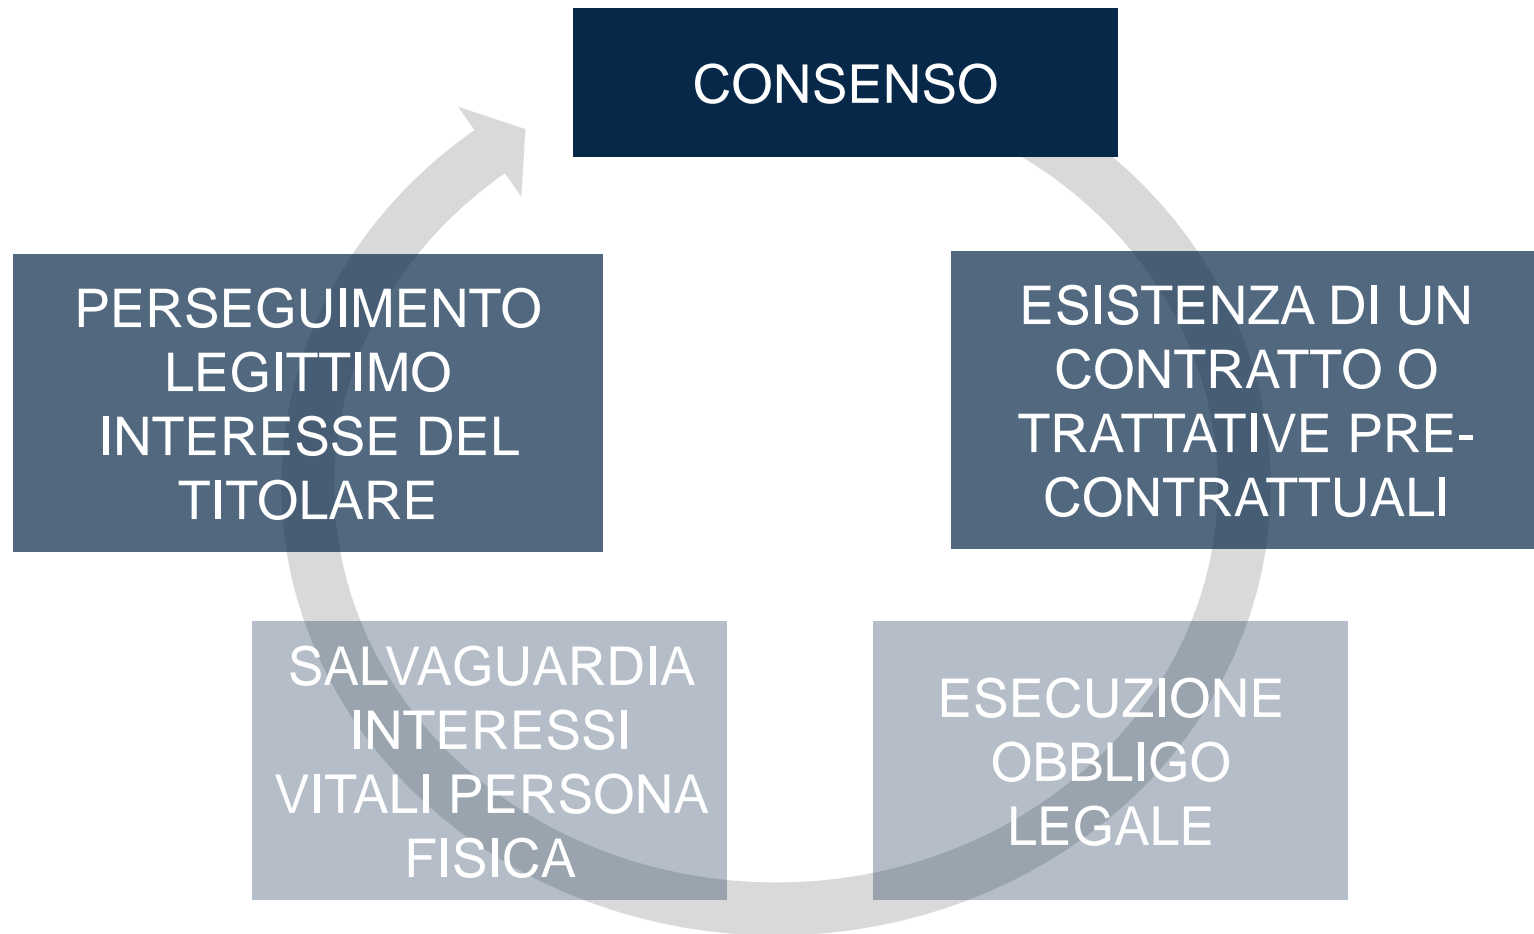 CONSENSO
ESISTENZA DI UN
CONTRATTO O
TRATTATIVE PRE-
CONTRATTUALI
ESECUZIONE
OBBLIGO
LEGALE
SALVAGUARDIA
INTERESSI
VITALI PERSONA
FISICA
PERSEGUIMENTO
LEGITTIMO
INTERESSE DEL
TITOLARE